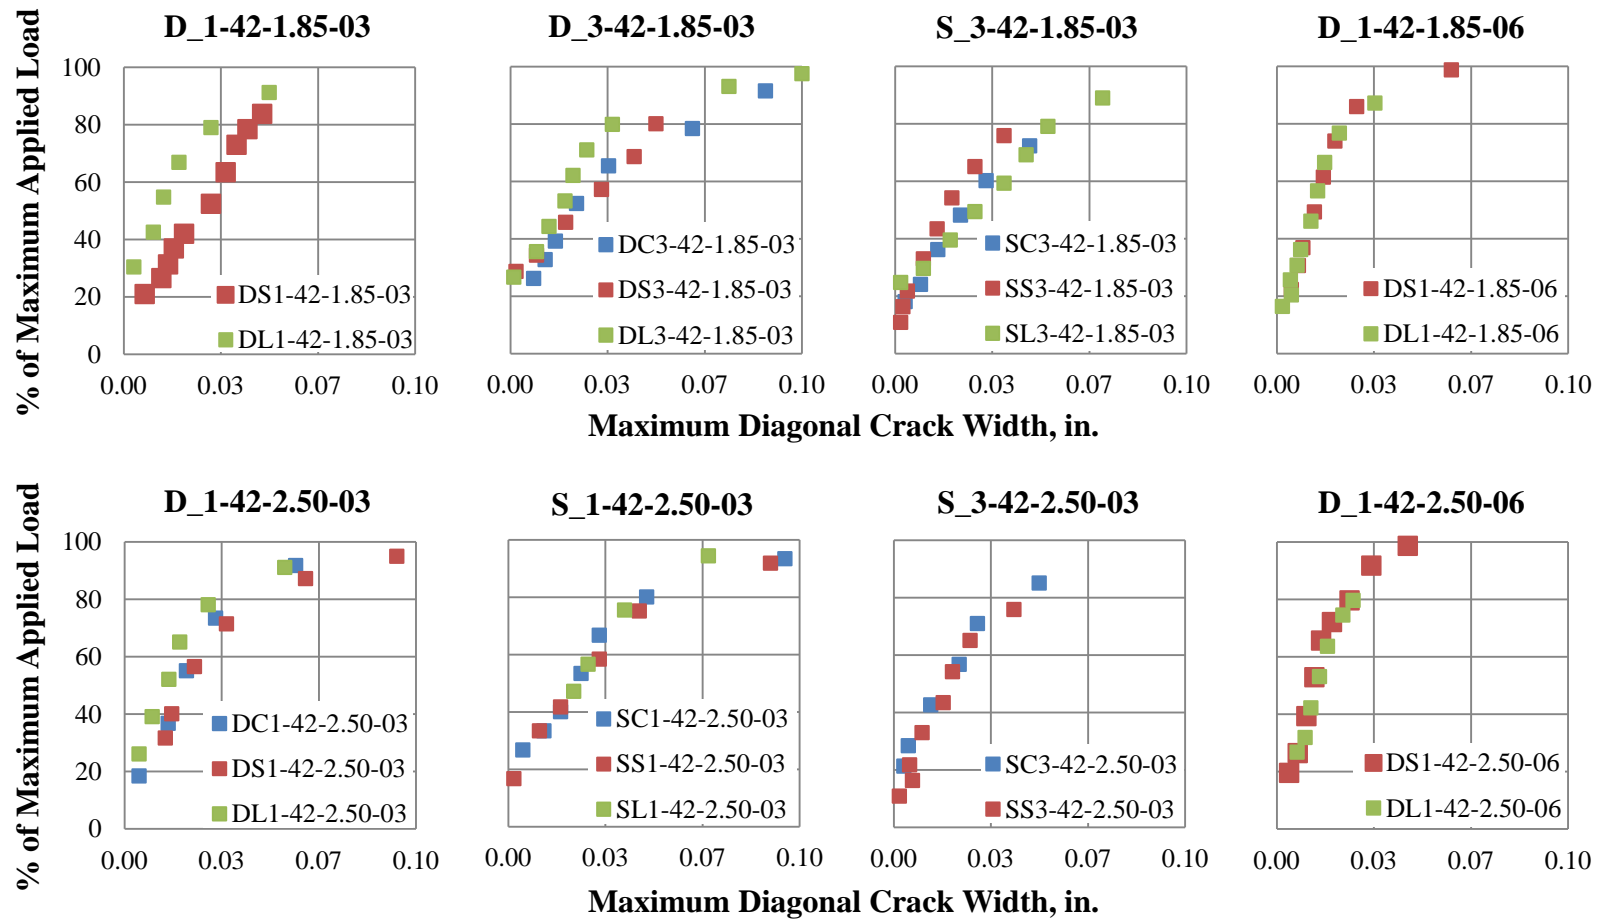 D_1-42-1.85-03
D_3-42-1.85-03
S_3-42-1.85-03
D_1-42-1.85-06
% of Maximum Applied Load
100
80
60
40
20
0
DS1-42-1.85-03
DL1-42-1.85-03
DC3-42-1.85-03
DS3-42-1.85-03
DL3-42-1.85-03
SC3-42-1.85-03
SS3-42-1.85-03
SL3-42-1.85-03
DS1-42-1.85-06
DL1-42-1.85-06
0.00 0.03 0.07 0.10
0.00 0.03 0.07 0.10
0.00 0.03 0.07 0.10
0.00 0.03 0.07 0.10
Maximum Diagonal Crack Width, in.
D_1-42-2.50-03
S_1-42-2.50-03
S_3-42-2.50-03
D_1-42-2.50-06
% of Maximum Applied Load
100
80
60
40
20
0
DC1-42-2.50-03
DS1-42-2.50-03
DL1-42-2.50-03
SC1-42-2.50-03
SS1-42-2.50-03
SL1-42-2.50-03
SC3-42-2.50-03
SS3-42-2.50-03
DS1-42-2.50-06
DL1-42-2.50-06
0.00 0.03 0.07 0.10
0.00 0.03 0.07 0.10
0.00 0.03 0.07 0.10
0.00 0.03 0.07 0.10
Maximum Diagonal Crack Width, in.